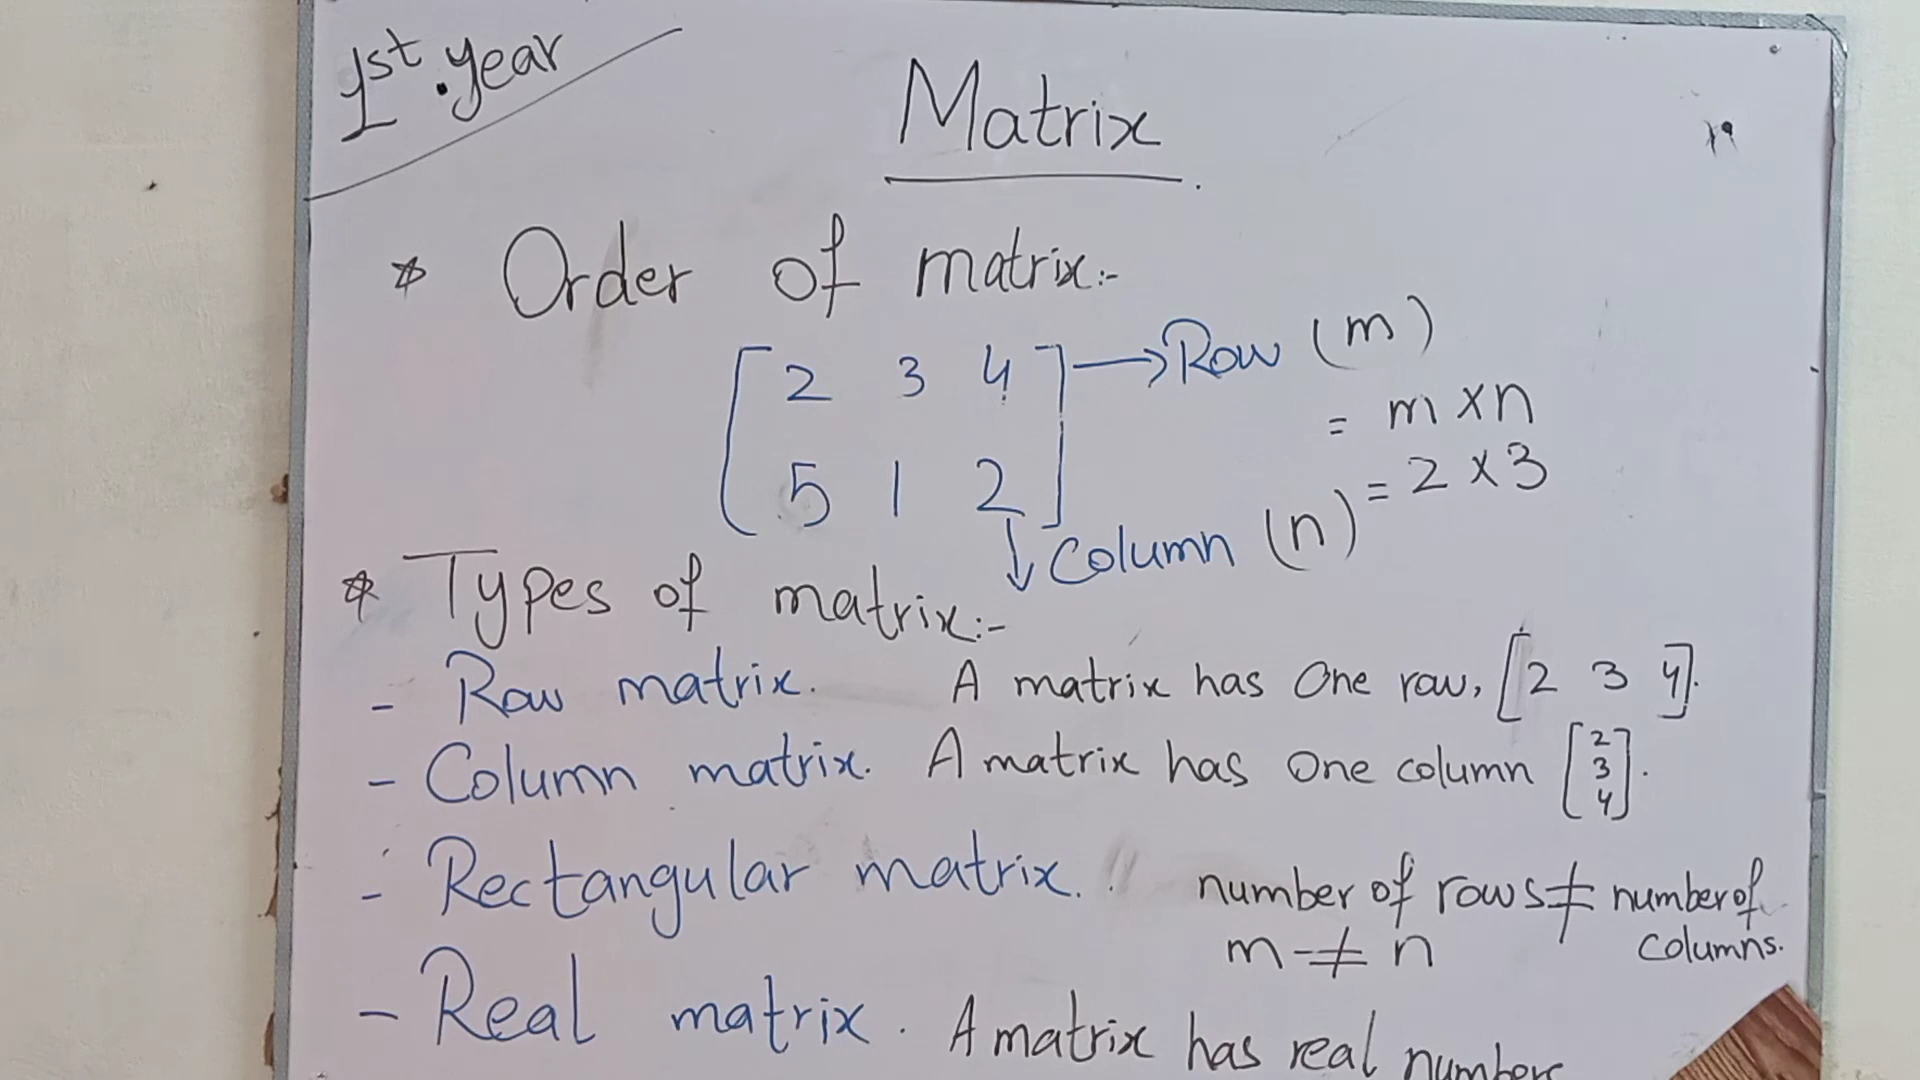 1st.year
Matrix
* Order of matrix:-
[2 3 4
5 1 2]
→Row (m)
= m×n
= 2×3
↓ Column (n)
* Types of matrix:-
- Row matrix. A matrix has One row, [2 3 4].
- Column matrix. A matrix has One column [2 3 4].
- Rectangular matrix. number of rows ≠ number of columns.
m ≠ n
- Real matrix. A matrix has real numbers